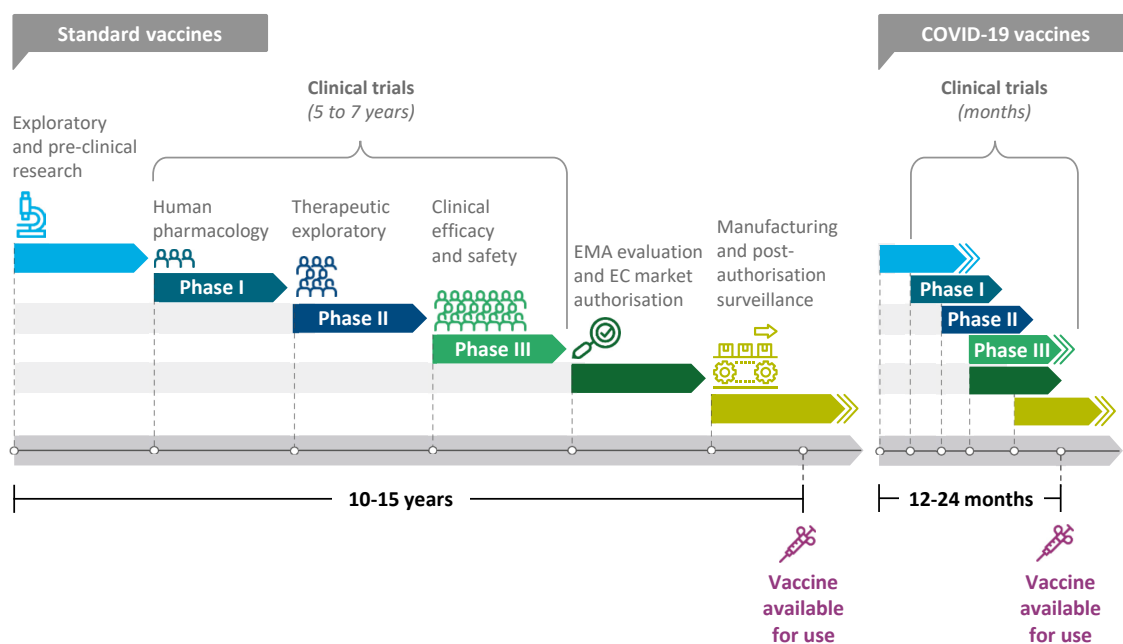 Standard vaccines
Clinical trials
(5 to 7 years)
Exploratory
and pre-clinical
research
Human
pharmacology
Therapeutic
exploratory
Clinical
efficacy
and safety
EMA evaluation
and EC market
authorisation
Manufacturing
and post-
authorisation
surveillance
Phase I
Phase II
Phase III
10-15 years
Vaccine
available
for use
COVID-19 vaccines
Clinical trials
(months)
Phase I
Phase II
Phase III
12-24 months
Vaccine
available
for use